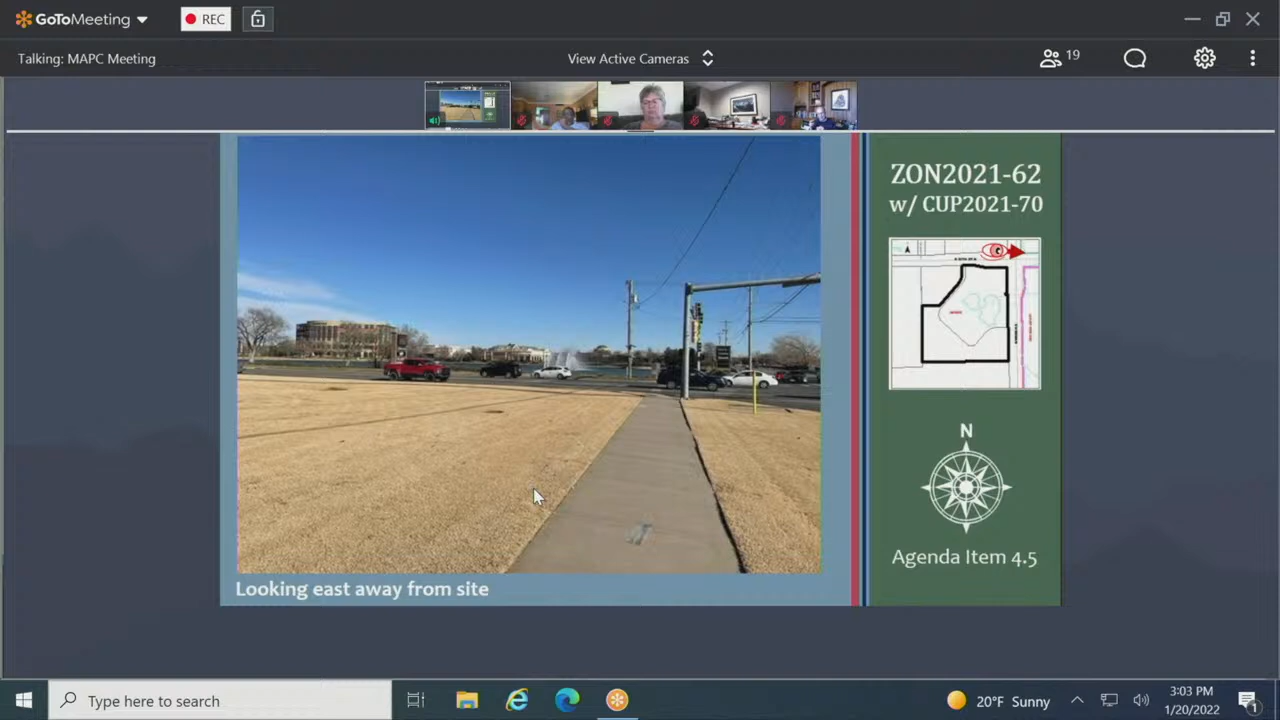 GoToMeeting
REC
Talking: MAPC Meeting
View Active Cameras
19
ZON2021-62
w/ CUP2021-70
N
Agenda Item 4.5
Looking east away from site
Type here to search
20°F Sunny
3:03 PM
1/20/2022
1